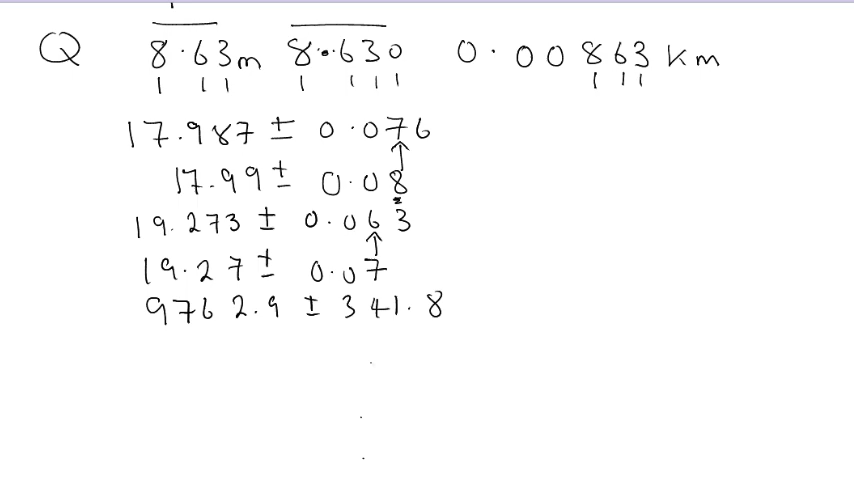 Q 8.63m 8.630 0.00863 km
17.987 ± 0.076
17.99 ± 0.08
19.273 ± 0.063
19.27 ± 0.07
9762.9 ± 341.8